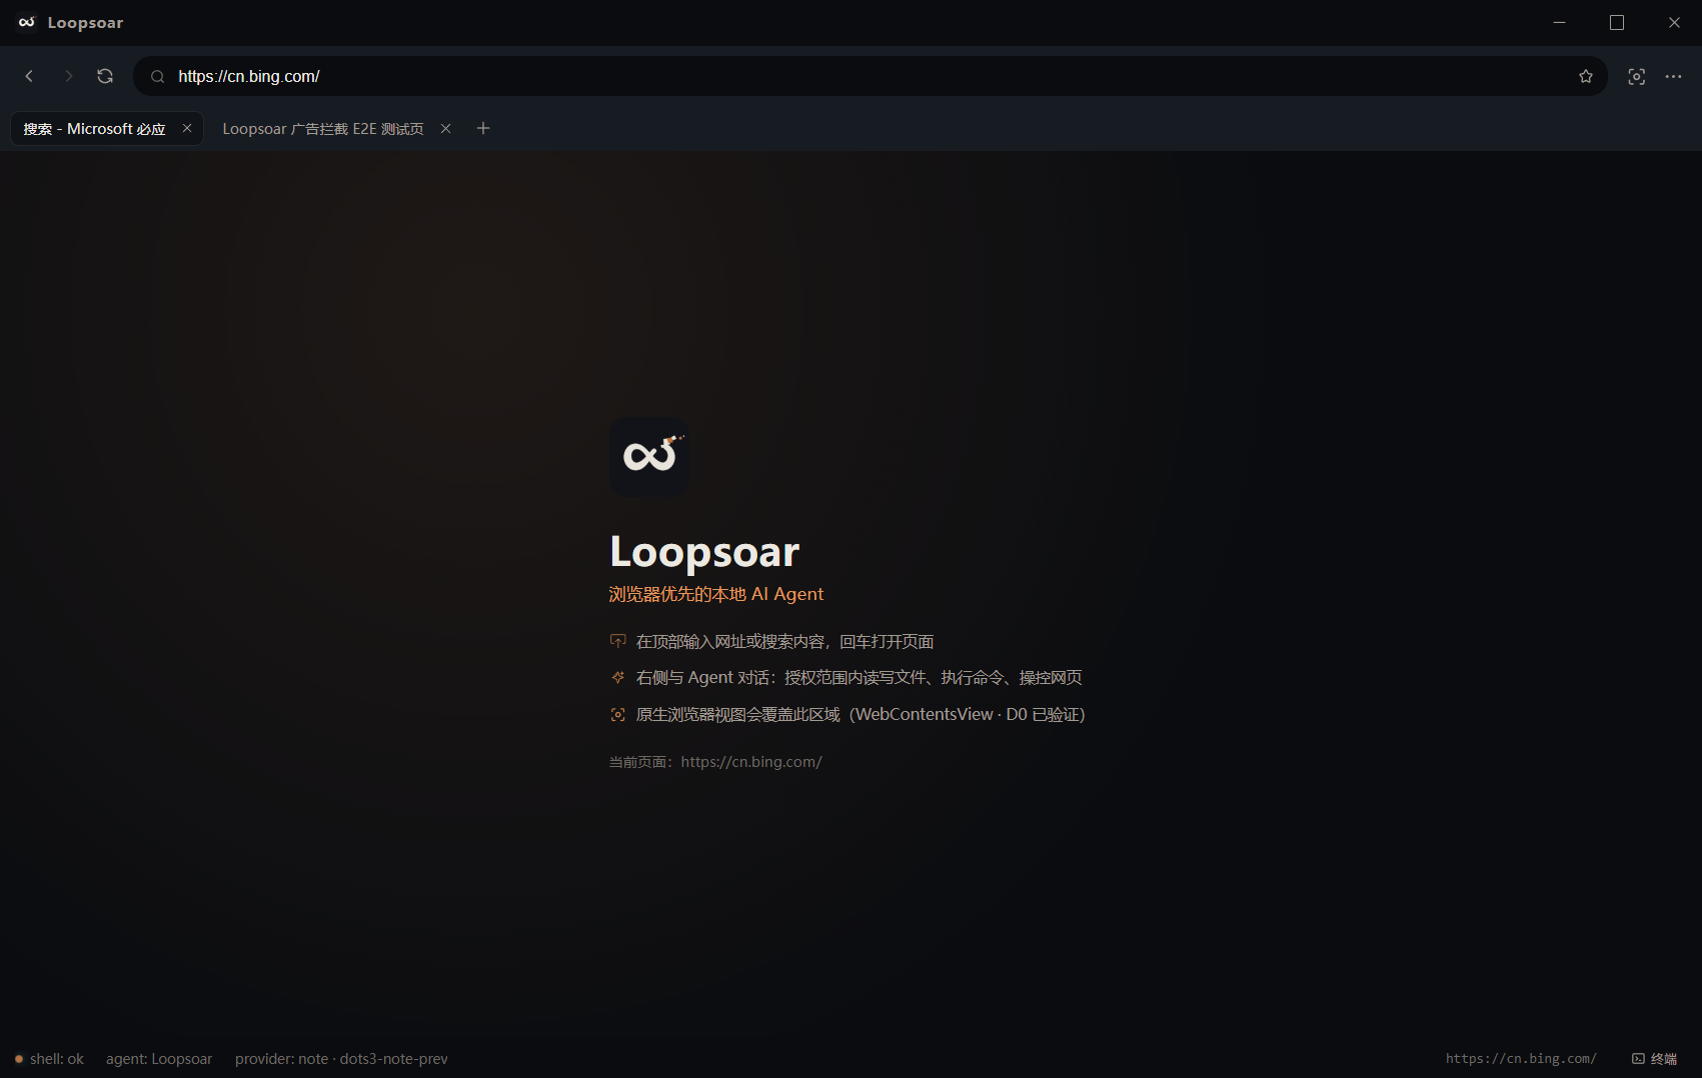 Loopsoar
https://cn.bing.com/
搜索 - Microsoft 必应
Loopsoar 广告拦截 E2E 测试页
Loopsoar
浏览器优先的本地 AI Agent
在顶部输入网址或搜索内容，回车打开页面
右侧与 Agent 对话：授权范围内读写文件、执行命令、操控网页
原生浏览器视图会覆盖此区域（WebContentsView · D0 已验证）
当前页面：https://cn.bing.com/
shell: ok agent: Loopsoar provider: note · dots3-note-prev https://cn.bing.com/ 终端